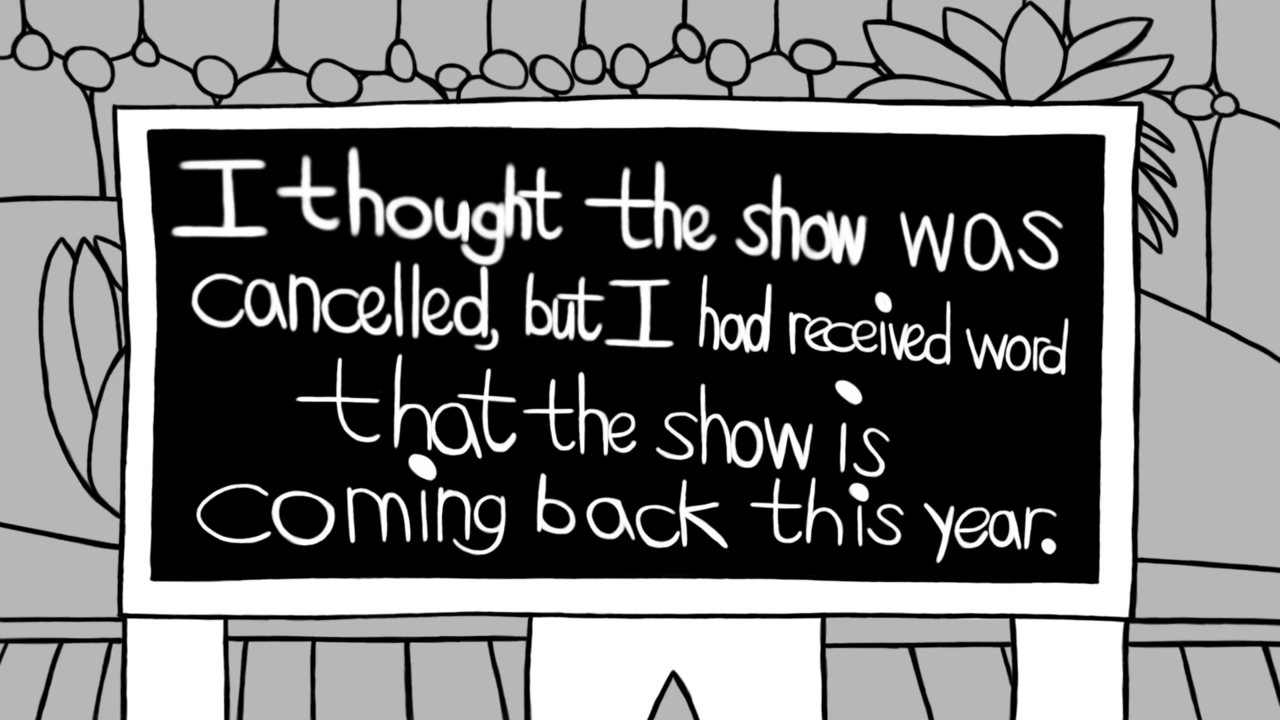 I thought the show was
cancelled, but I had received word
that the show is
coming back this year.